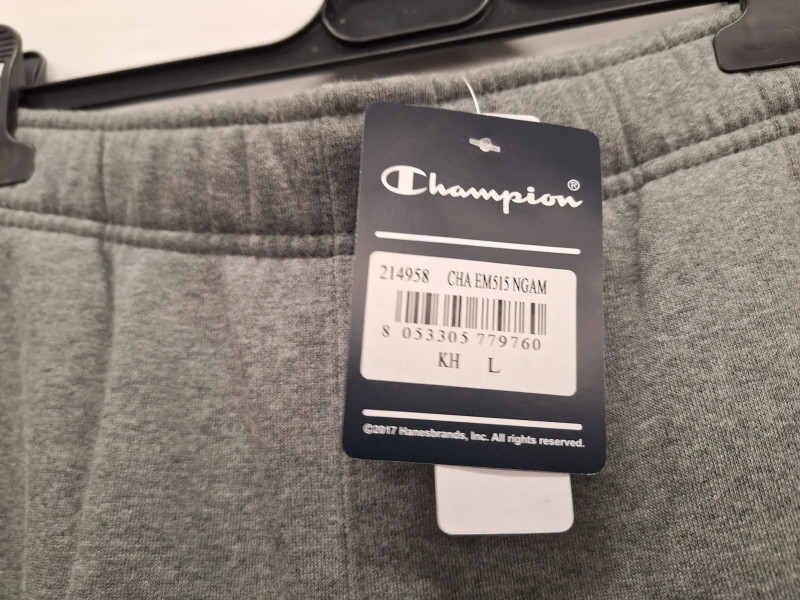 Champion®
214958 CHA EM515 NGAM
8 053305 779760
KH L
©2017 Hanesbrands, Inc. All rights reserved.